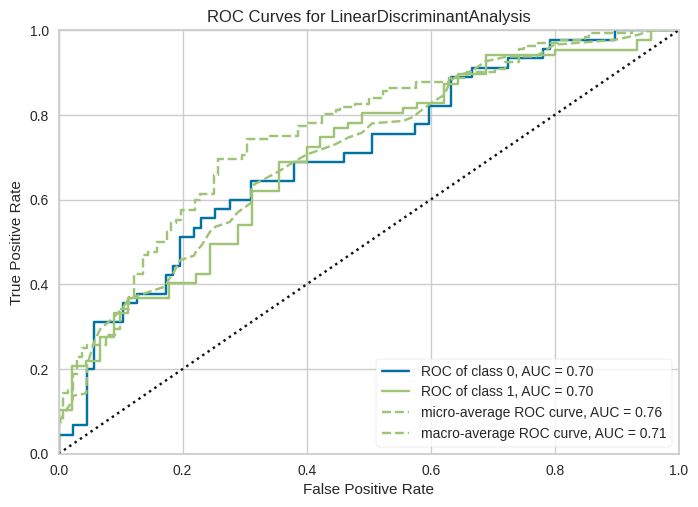 ROC Curves for LinearDiscriminantAnalysis
1.0
0.8
0.6
0.4
0.2
0.0
True Positive Rate
ROC of class 0, AUC = 0.70
ROC of class 1, AUC = 0.70
micro-average ROC curve, AUC = 0.76
macro-average ROC curve, AUC = 0.71
0.0 0.2 0.4 0.6 0.8 1.0
False Positive Rate